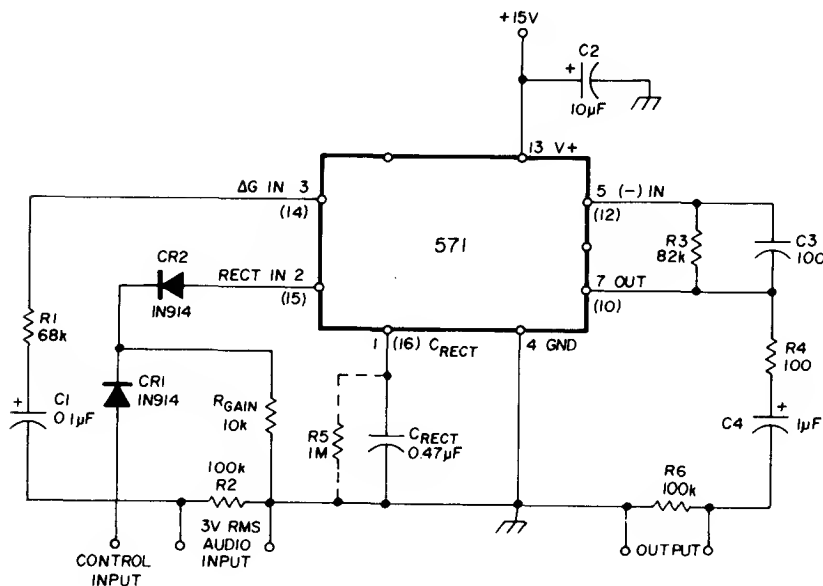 +15V
C2
+
10µF
13 V+
ΔG IN 3
(14)
5 (-) IN
(12)
571
R3
82k
C3
100
CR2
1N914
RECT IN 2
(15)
7 OUT
(10)
1 (16) CRECT
4 GND
R1
68k
R4
100
CR1
1N914
RGAIN
10k
R5
1M
CRECT
0.47µF
+
C1
0.1µF
+
C4
1µF
100k
R2
R6
100k
CONTROL
INPUT
3V RMS
AUDIO
INPUT
OUTPUT